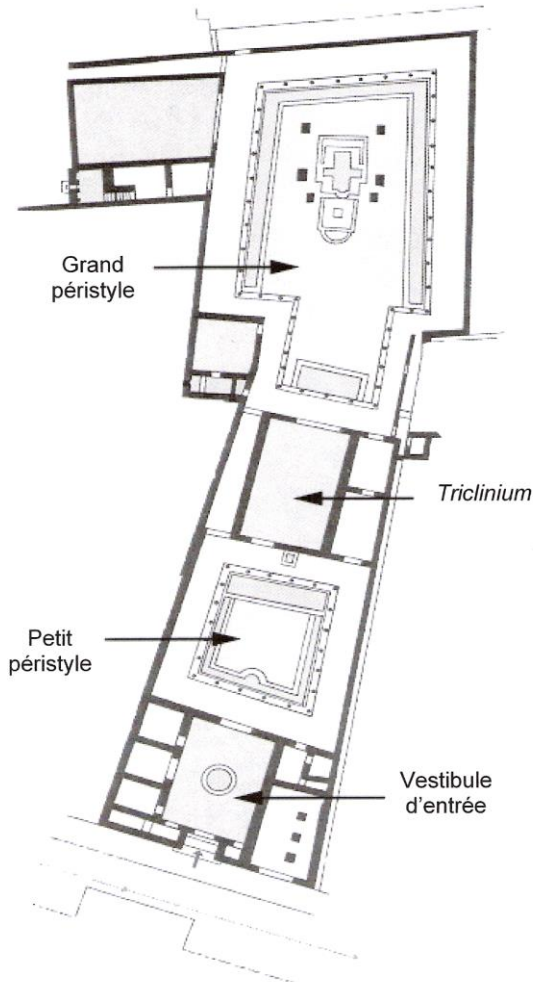 Grand
péristyle
Triclinium
Petit
péristyle
Vestibule
d'entrée